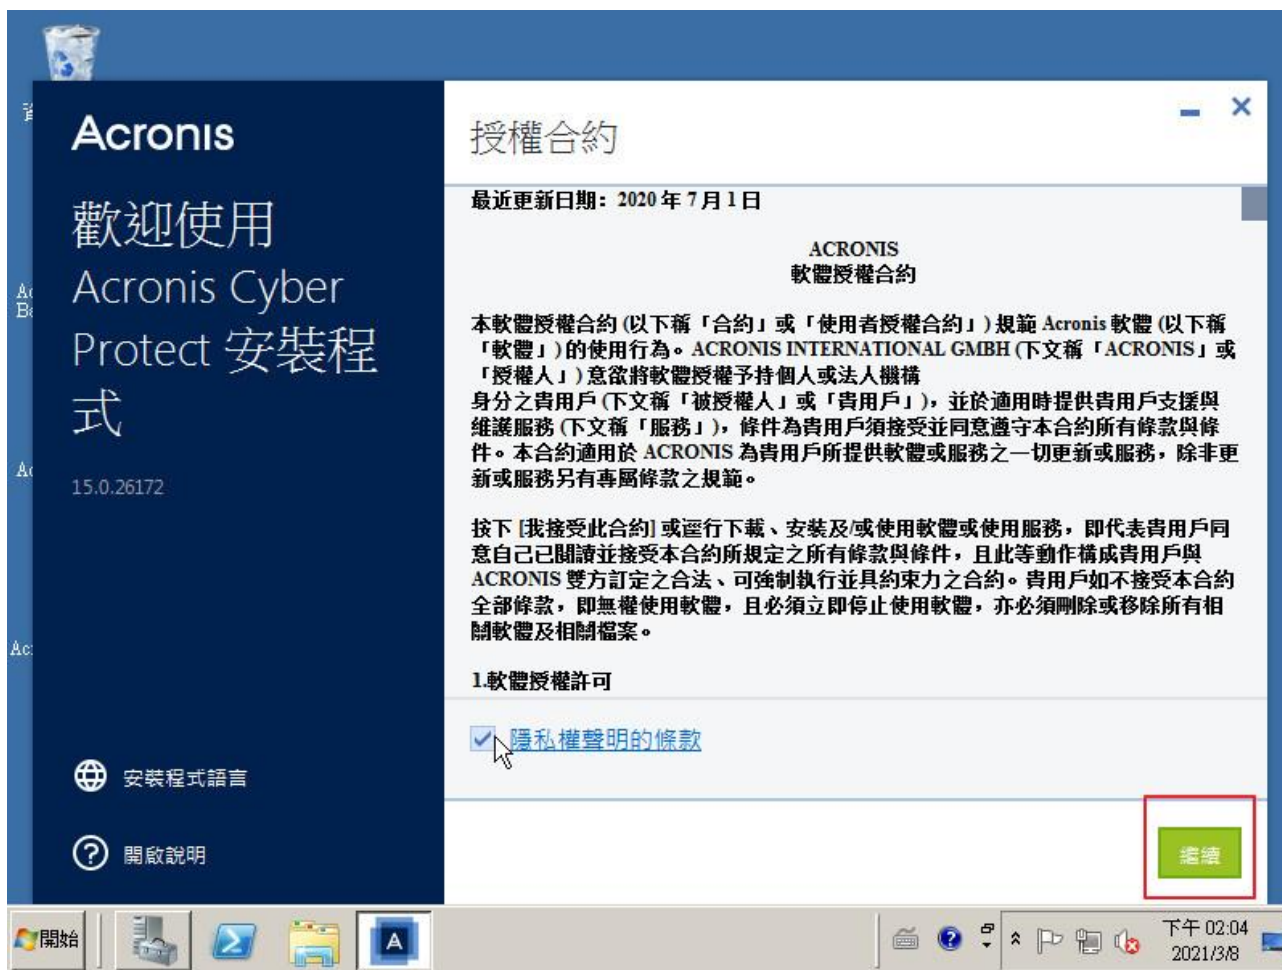 Acronis
歡迎使用
Acronis Cyber
Protect 安裝程
式
15.0.26172
安裝程式語言
開啟說明
授權合約
最近更新日期：2020 年 7 月 1 日
ACRONIS
軟體授權合約
本軟體授權合約 (以下稱「合約」或「使用者授權合約」) 規範 Acronis 軟體 (以下稱
「軟體」) 的使用行為。ACRONIS INTERNATIONAL GMBH (下文稱「ACRONIS」或
「授權人」) 意欲將軟體授權予持個人或法人機構
身分之貴用戶 (下文稱「被授權人」或「貴用戶」)，並於適用時提供貴用戶支援與
維護服務 (下文稱「服務」)，條件為貴用戶須接受並同意遵守本合約所有條款與條
件。本合約適用於 ACRONIS 為貴用戶所提供軟體或服務之一切更新或服務，除非更
新或服務另有專屬條款之規範。
按下 [我接受此合約] 或逕行下載、安裝及/或使用軟體或使用服務，即代表貴用戶同
意自己已閱讀並接受本合約所規定之所有條款與條件，且此等動作構成貴用戶與
ACRONIS 雙方訂定之合法、可強制執行並具約束力之合約。貴用戶如不接受本合約
全部條款，即無權使用軟體，且必須立即停止使用軟體，亦必須刪除或移除所有相
關軟體及相關檔案。
1.軟體授權許可
隱私權聲明的條款
繼續
開始
下午 02:04
2021/3/8